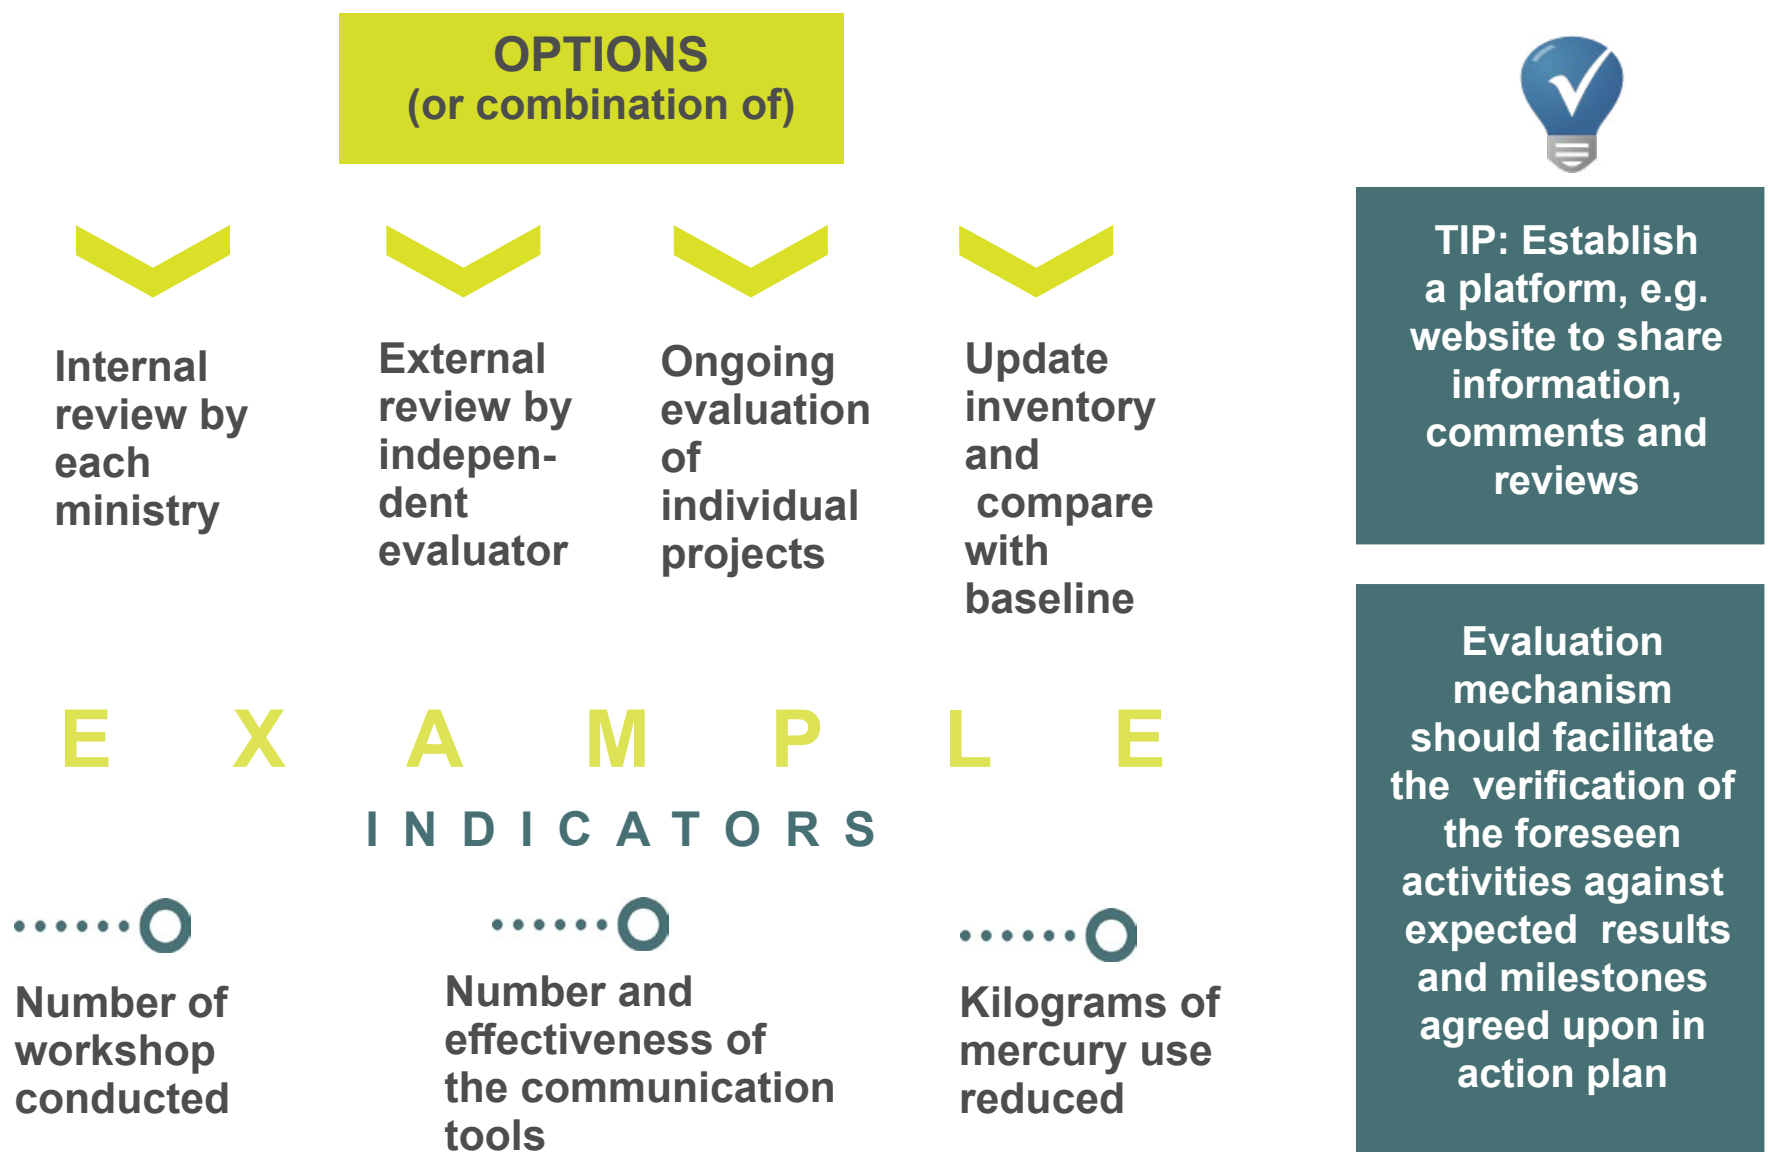 OPTIONS
(or combination of)
Internal
review by
each
ministry
External
review by
indepen-
dent
evaluator
Ongoing
evaluation
of
individual
projects
Update
inventory
and
compare
with
baseline
E X A M P L E
I N D I C A T O R S
Number of
workshop
conducted
Number and
effectiveness of
the communication
tools
Kilograms of
mercury use
reduced
TIP: Establish
a platform, e.g.
website to share
information,
comments and
reviews
Evaluation
mechanism
should facilitate
the verification of
the foreseen
activities against
expected results
and milestones
agreed upon in
action plan